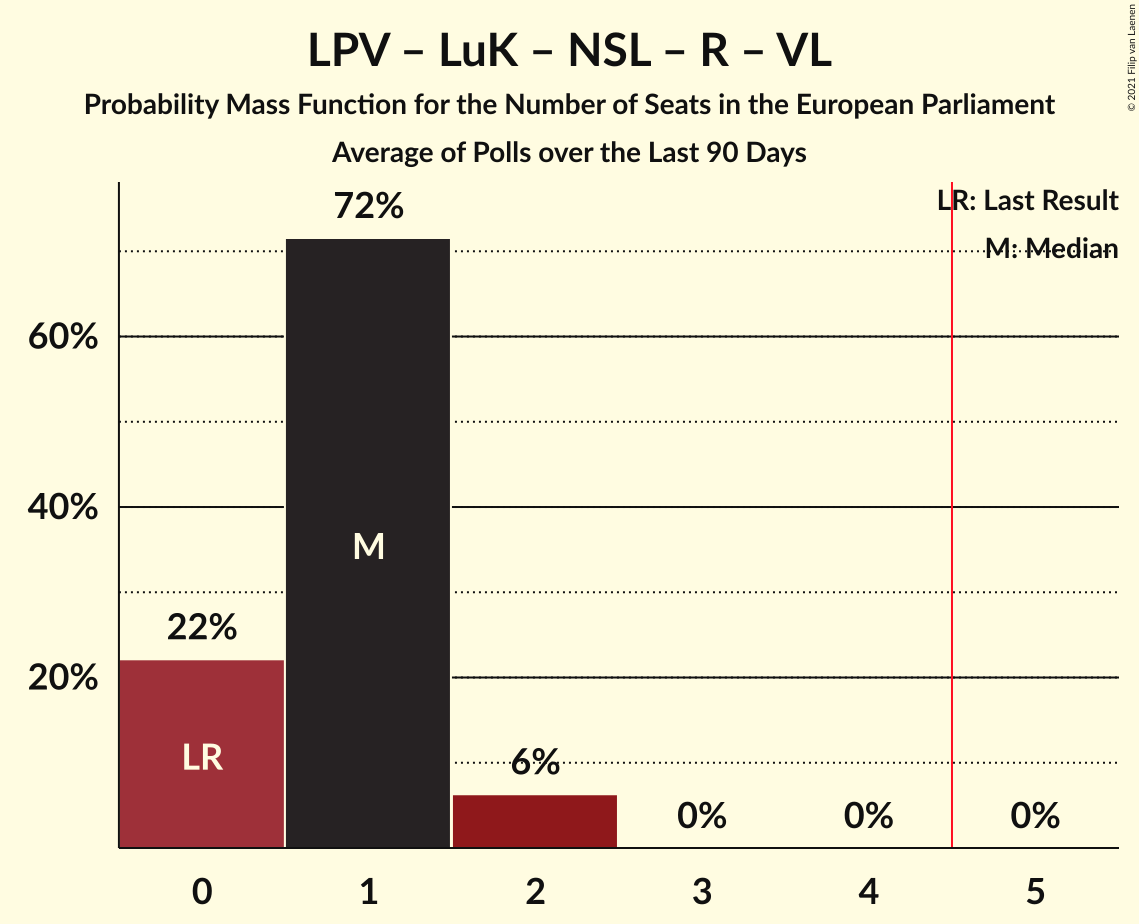 LPV – LuK – NSL – R – VL
Probability Mass Function for the Number of Seats in the European Parliament
Average of Polls over the Last 90 Days
© 2021 Filip van Laenen
LR: Last Result
M: Median
72%
60%
40%
20%
22%
6%
0%
0%
0%
LR
M
0
1
2
3
4
5